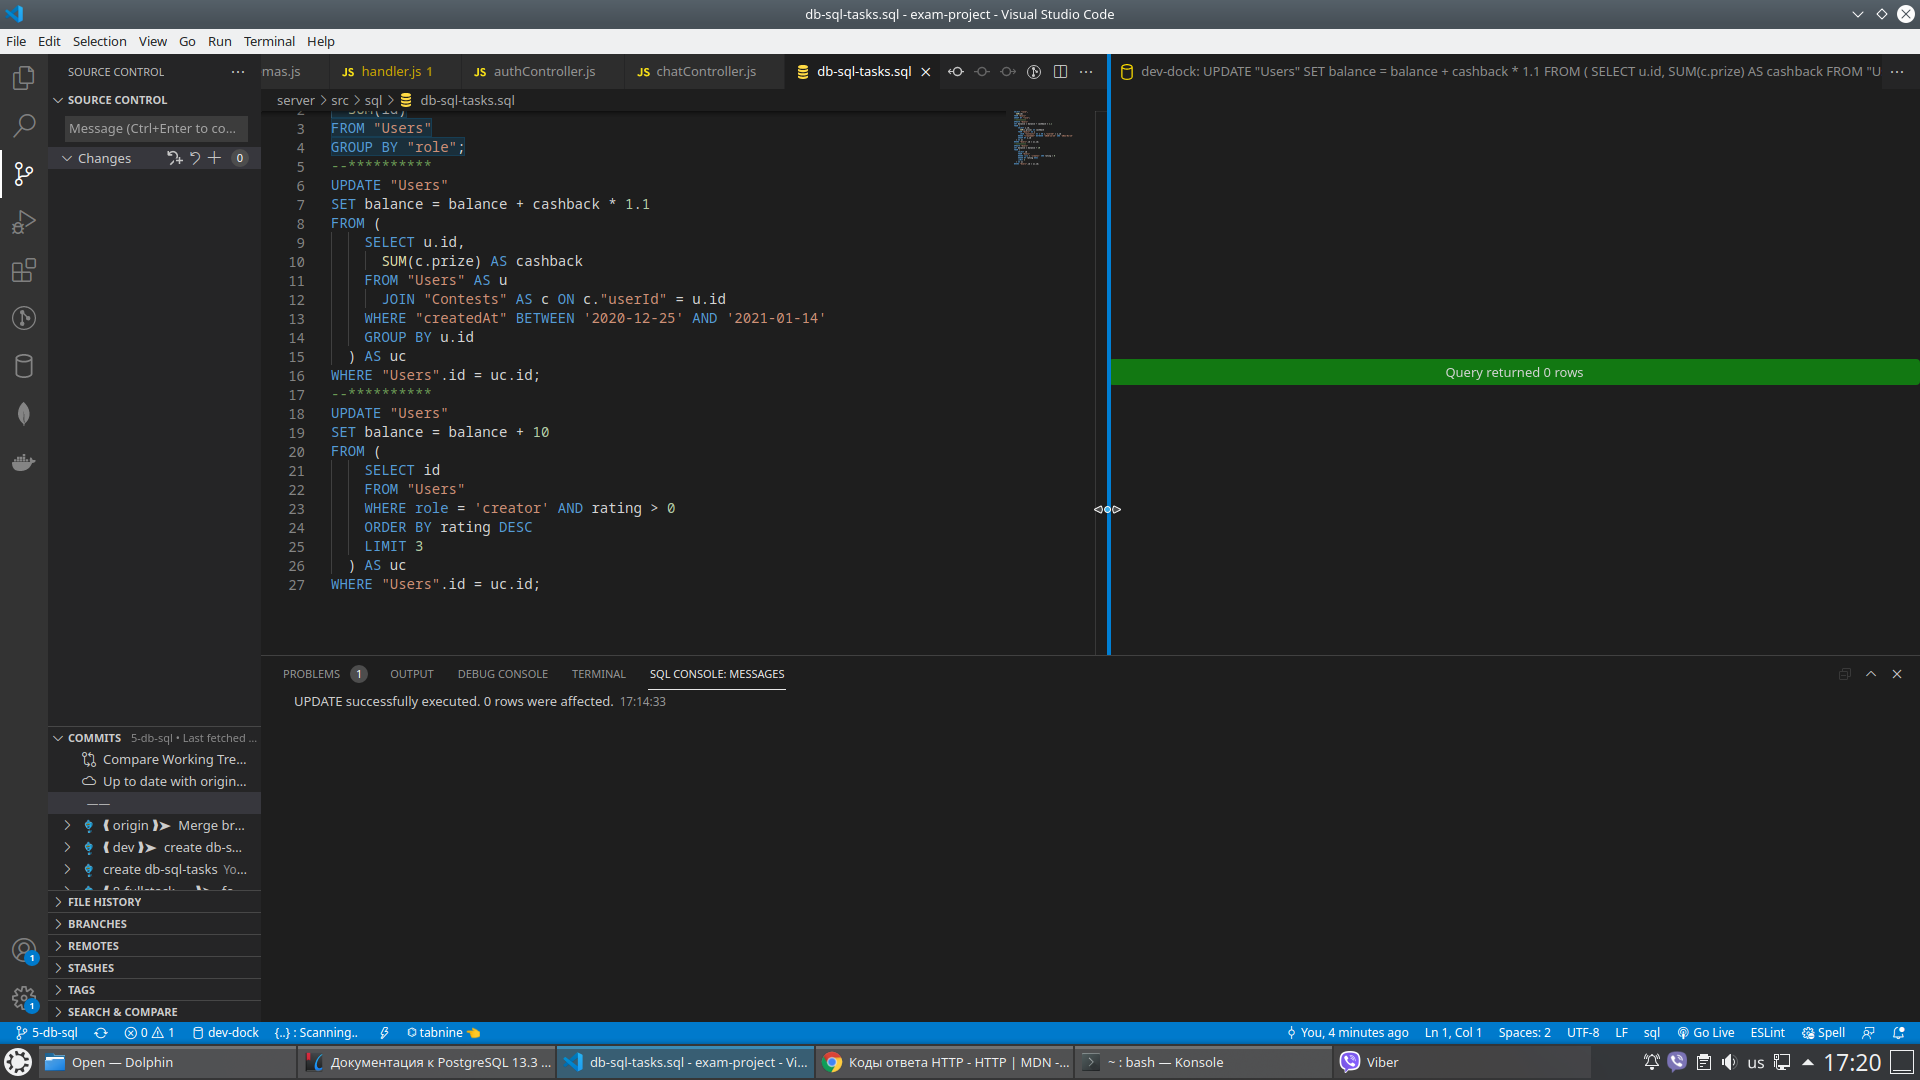 db-sql-tasks.sql - exam-project - Visual Studio Code
File Edit Selection View Go Run Terminal Help
SOURCE CONTROL
mas.js
JS handler.js 1
JS authController.js
JS chatController.js
db-sql-tasks.sql
dev-dock: UPDATE "Users" SET balance = balance + cashback * 1.1 FROM ( SELECT u.id, SUM(c.prize) AS cashback FROM "U
SOURCE CONTROL
server > src > sql > db-sql-tasks.sql
Message (Ctrl+Enter to co...
Changes 0
2 SUM(id)
3 FROM "Users"
4 GROUP BY "role";
5 --**********
6 UPDATE "Users"
7 SET balance = balance + cashback * 1.1
8 FROM (
9 SELECT u.id,
10 SUM(c.prize) AS cashback
11 FROM "Users" AS u
12 JOIN "Contests" AS c ON c."userId" = u.id
13 WHERE "createdAt" BETWEEN '2020-12-25' AND '2021-01-14'
14 GROUP BY u.id
15 ) AS uc
16 WHERE "Users".id = uc.id;
17 --**********
18 UPDATE "Users"
19 SET balance = balance + 10
20 FROM (
21 SELECT id
22 FROM "Users"
23 WHERE role = 'creator' AND rating > 0
24 ORDER BY rating DESC
25 LIMIT 3
26 ) AS uc
27 WHERE "Users".id = uc.id;
Query returned 0 rows
PROBLEMS 1 OUTPUT DEBUG CONSOLE TERMINAL SQL CONSOLE: MESSAGES
UPDATE successfully executed. 0 rows were affected. 17:14:33
COMMITS 5-db-sql • Last fetched ...
Compare Working Tre...
Up to date with origin...
——
❰ origin ❱➤ Merge br...
❰ dev ❱➤ create db-s...
create db-sql-tasks Yo...
FILE HISTORY
BRANCHES
REMOTES
STASHES
TAGS
SEARCH & COMPARE
1
1
5-db-sql 0 1 dev-dock {..} : Scanning.. tabnine 👈 You, 4 minutes ago Ln 1, Col 1 Spaces: 2 UTF-8 LF sql Go Live ESLint Spell
Open — Dolphin
Документация к PostgreSQL 13.3 ...
db-sql-tasks.sql - exam-project - Vi...
Коды ответа HTTP - HTTP | MDN -...
~ : bash — Konsole
Viber
us 17:20